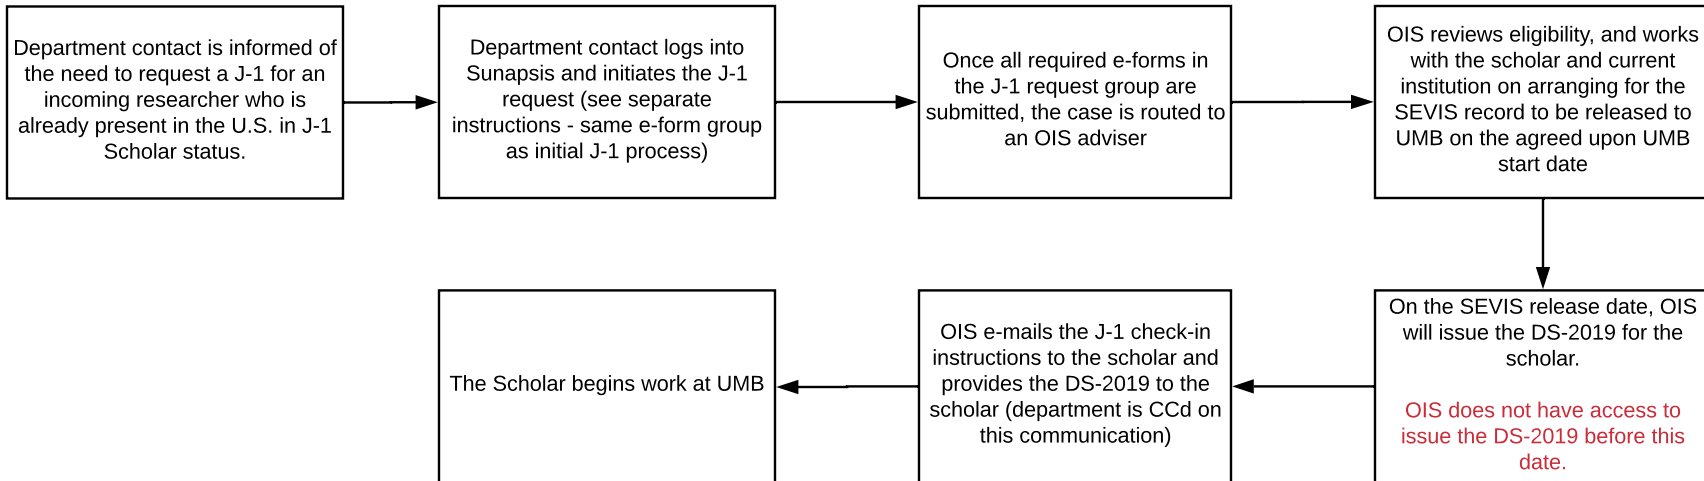 Department contact is informed of
the need to request a J-1 for an
incoming researcher who is
already present in the U.S. in J-1
Scholar status.
Department contact logs into
Sunapsis and initiates the J-1
request (see separate
instructions - same e-form group
as initial J-1 process)
Once all required e-forms in
the J-1 request group are
submitted, the case is routed to
an OIS adviser
OIS reviews eligibility, and works
with the scholar and current
institution on arranging for the
SEVIS record to be released to
UMB on the agreed upon UMB
start date
On the SEVIS release date, OIS
will issue the DS-2019 for the
scholar.
OIS does not have access to
issue the DS-2019 before this
date.
OIS e-mails the J-1 check-in
instructions to the scholar and
provides the DS-2019 to the
scholar (department is CCd on
this communication)
The Scholar begins work at UMB